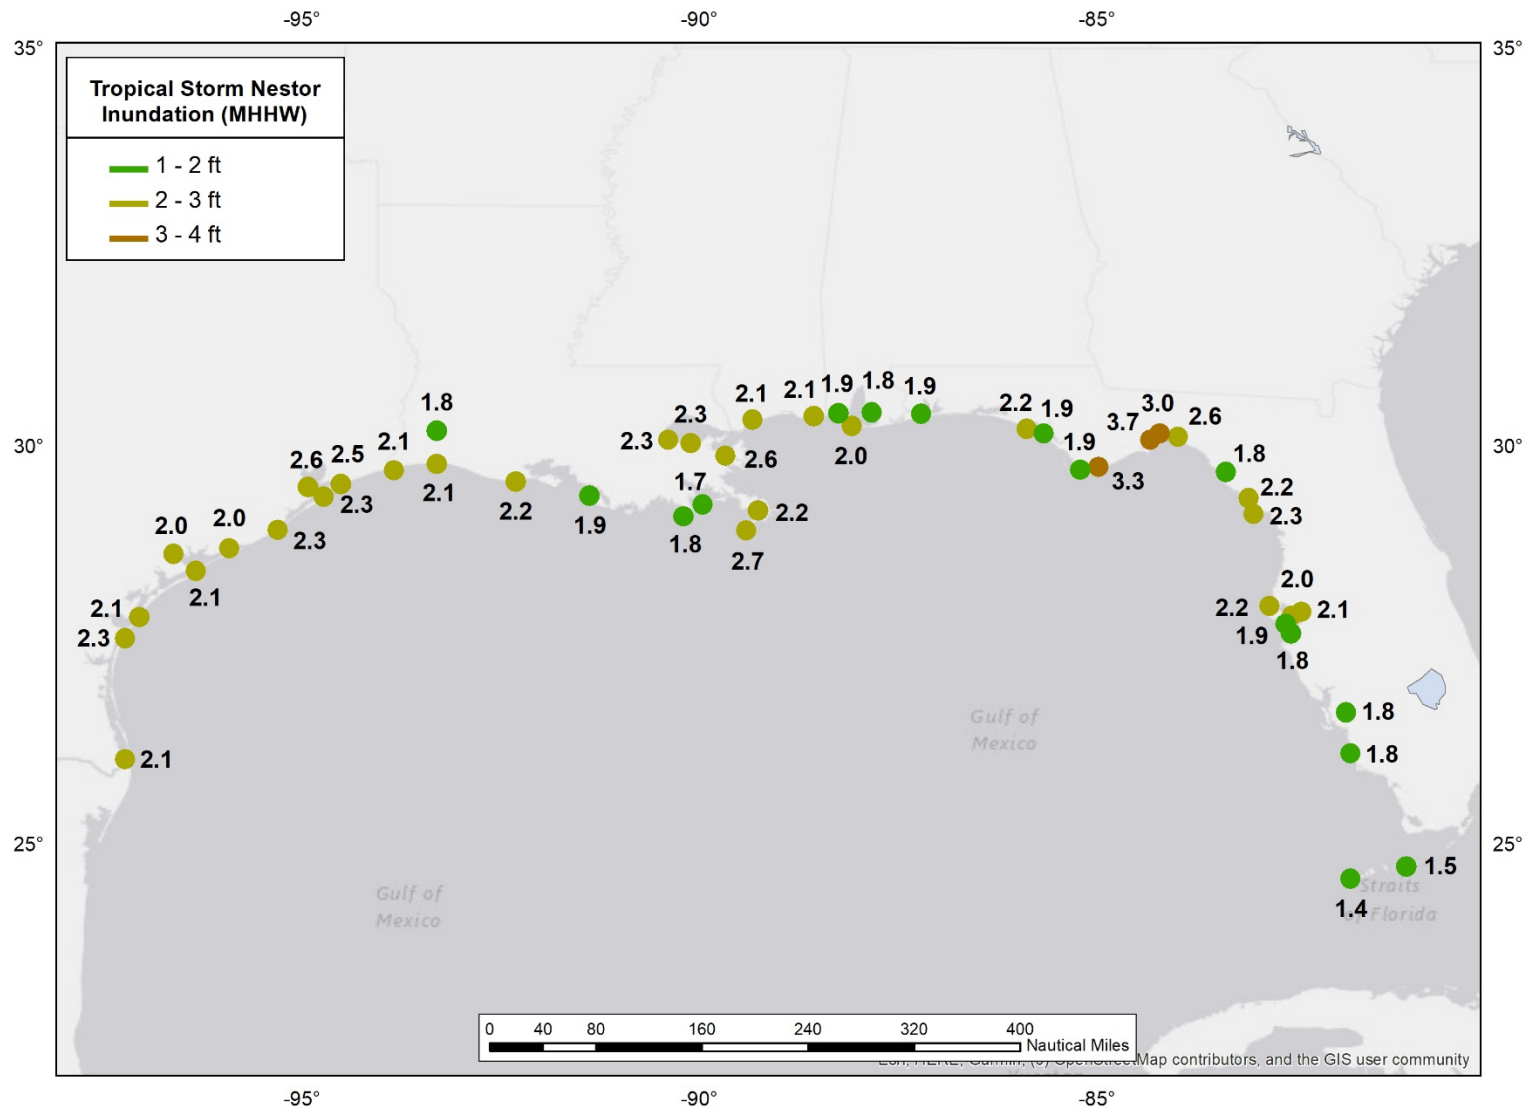 -95° -90° -85°
35° 35°
Tropical Storm Nestor
Inundation (MHHW)
1 - 2 ft
2 - 3 ft
3 - 4 ft
1.8 2.3 2.1 2.1 1.9 1.8 1.9 2.2 1.9 3.7 3.0 2.6
30° 30°
2.6 2.5 2.1 2.3 2.6 2.0 1.9 3.3 1.8
2.3 2.1 2.2 1.9 1.7 1.8 2.2 2.7 2.2 2.3
2.0 2.0 2.3
2.1 2.1 2.0
2.3 2.2 2.1
1.9
1.8
Gulf of
Mexico
1.8
2.1 1.8
25° 25°
1.5
Gulf of
Mexico
Straits
of Florida
1.4
0 40 80 160 240 320 400
Nautical Miles
OpenStreetMap contributors, and the GIS user community
-95° -90° -85°